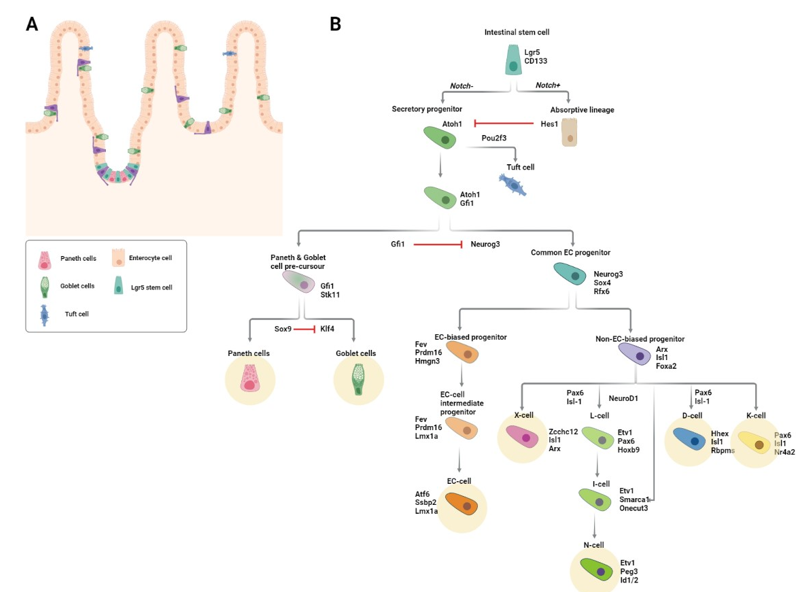 A
B
Intestinal stem cell
Lgr5
CD133
Notch-
Notch+
Secretory progenitor
Absorptive lineage
Atoh1
Hes1
Pou2f3
Tuft cell
Atoh1
Gfi1
Gfi1
Neurog3
Paneth & Goblet
cell pre-cursour
Gfi1
Stk11
Common EC progenitor
Neurog3
Sox4
Rfx6
Paneth cells
Enterocyte cell
Goblet cells
Lgr5 stem cell
Tuft cell
Sox9
Klf4
Paneth cells
Goblet cells
EC-biased progenitor
Fev
Prdm16
Hmgn3
Non-EC-biased progenitor
Arx
Isl1
Foxa2
EC-cell
intermediate
progenitor
Fev
Prdm16
Lmx1a
EC-cell
Atf6
Ssbp2
Lmx1a
Pax6
Isl-1
NeuroD1
Pax6
Isl-1
X-cell
Zcchc12
Isl1
Arx
L-cell
Etv1
Pax6
Hoxb9
D-cell
Hhex
Isl1
Rbpms
K-cell
Pax6
Isl1
Nr4a2
I-cell
Etv1
Smarca1
Onecut3
N-cell
Etv1
Peg3
Id1/2